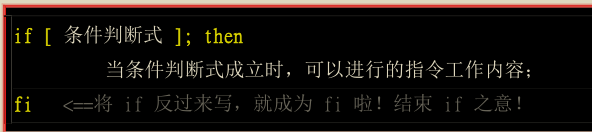 if [ 条件判断式 ]; then
当条件判断式成立时，可以进行的指令工作内容；
fi <==将 if 反过来写，就成为 fi 啦！结束 if 之意！